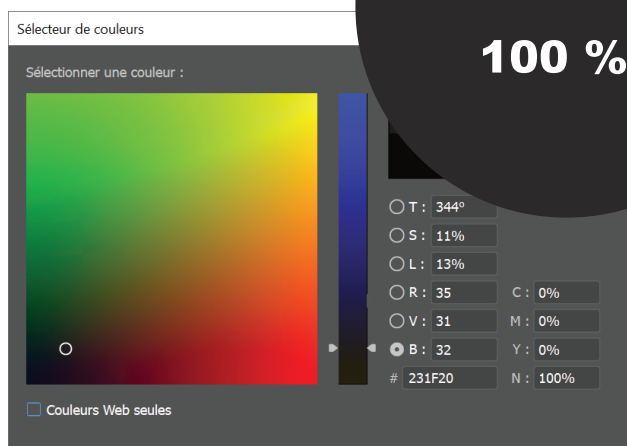 Sélecteur de couleurs
100 %
Sélectionner une couleur :
T : 344º
S : 11%
L : 13%
R : 35 C : 0%
V : 31 M : 0%
B : 32 Y : 0%
# 231F20 N : 100%
Couleurs Web seules